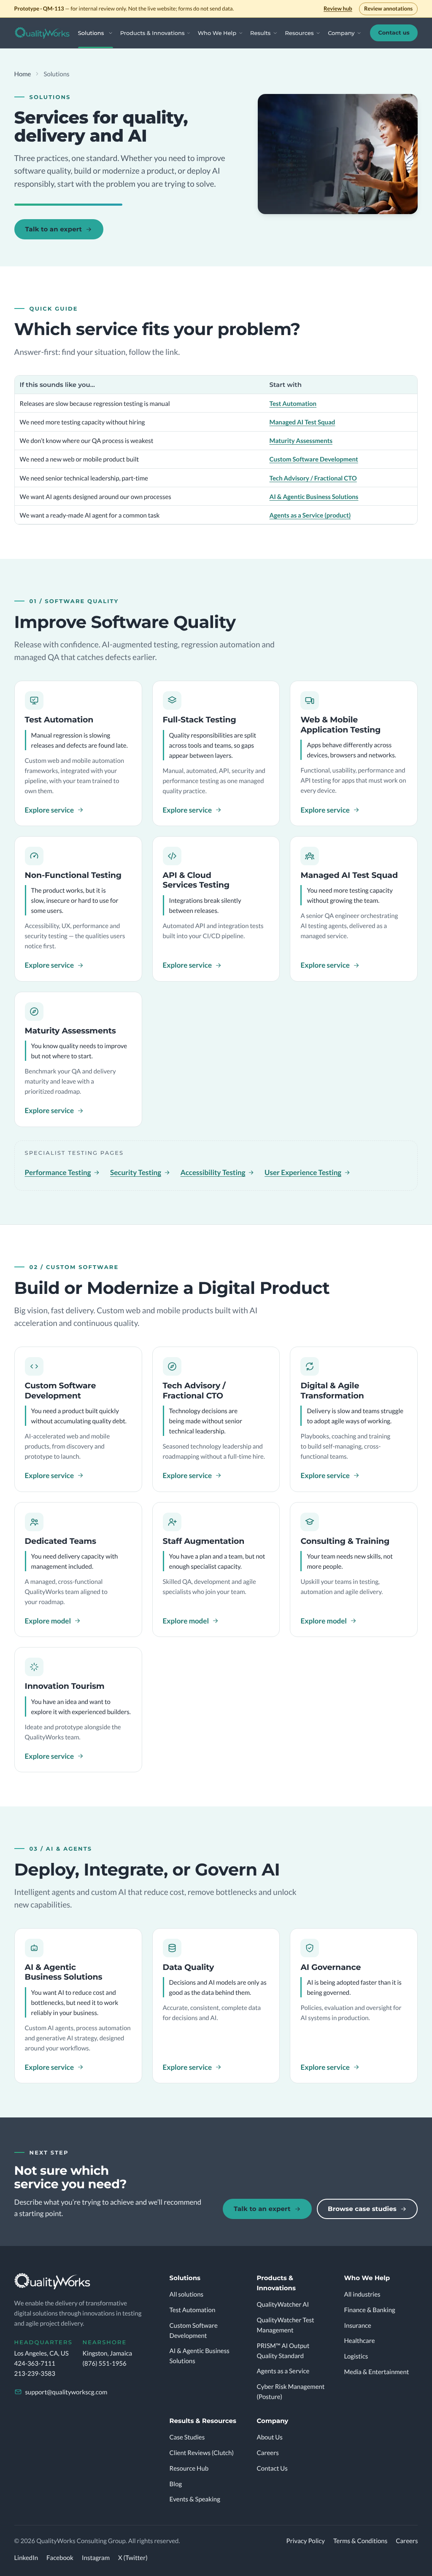 Prototype · QM-113 — for internal review only. Not the live website; forms do not send data.
Review hub
Review annotations
QualityWorks
Solutions
Products & Innovations
Who We Help
Results
Resources
Company
Contact us
Home
Solutions
SOLUTIONS
Services for quality,
delivery and AI
Three practices, one standard. Whether you need to improve
software quality, build or modernize a product, or deploy AI
responsibly, start with the problem you are trying to solve.
Talk to an expert
QUICK GUIDE
Which service fits your problem?
Answer-first: find your situation, follow the link.
If this sounds like you… Start with
Releases are slow because regression testing is manual Test Automation
We need more testing capacity without hiring Managed AI Test Squad
We don't know where our QA process is weakest Maturity Assessments
We need a new web or mobile product built Custom Software Development
We need senior technical leadership, part-time Tech Advisory / Fractional CTO
We want AI agents designed around our own processes AI & Agentic Business Solutions
We want a ready-made AI agent for a common task Agents as a Service (product)
01 / SOFTWARE QUALITY
Improve Software Quality
Release with confidence. AI-augmented testing, regression automation and
managed QA that catches defects earlier.
Test Automation
Manual regression is slowing
releases and defects are found late.
Custom web and mobile automation
frameworks, integrated with your
pipeline, with your team trained to
own them.
Explore service
Full-Stack Testing
Quality responsibilities are split
across tools and teams, so gaps
appear between layers.
Manual, automated, API, security and
performance testing as one managed
quality practice.
Explore service
Web & Mobile
Application Testing
Apps behave differently across
devices, browsers and networks.
Functional, usability, performance and
API testing for apps that must work on
every device.
Explore service
Non-Functional Testing
The product works, but it is
slow, insecure or hard to use for
some users.
Accessibility, UX, performance and
security testing — the qualities users
notice first.
Explore service
API & Cloud
Services Testing
Integrations break silently
between releases.
Automated API and integration tests
built into your CI/CD pipeline.
Explore service
Managed AI Test Squad
You need more testing capacity
without growing the team.
A senior QA engineer orchestrating
AI testing agents, delivered as a
managed service.
Explore service
Maturity Assessments
You know quality needs to improve
but not where to start.
Benchmark your QA and delivery
maturity and leave with a
prioritized roadmap.
Explore service
SPECIALIST TESTING PAGES
Performance Testing
Security Testing
Accessibility Testing
User Experience Testing
02 / CUSTOM SOFTWARE
Build or Modernize a Digital Product
Big vision, fast delivery. Custom web and mobile products built with AI
acceleration and continuous quality.
Custom Software
Development
You need a product built quickly
without accumulating quality debt.
AI-accelerated web and mobile
products, from discovery and
prototype to launch.
Explore service
Tech Advisory /
Fractional CTO
Technology decisions are
being made without senior
technical leadership.
Seasoned technology leadership and
roadmapping without a full-time hire.
Explore service
Digital & Agile
Transformation
Delivery is slow and teams struggle
to adopt agile ways of working.
Playbooks, coaching and training
to build self-managing, cross-
functional teams.
Explore service
Dedicated Teams
You need delivery capacity with
management included.
A managed, cross-functional
QualityWorks team aligned to
your roadmap.
Explore model
Staff Augmentation
You have a plan and a team, but not
enough specialist capacity.
Skilled QA, development and agile
specialists who join your team.
Explore model
Consulting & Training
Your team needs new skills, not
more people.
Upskill your teams in testing,
automation and agile delivery.
Explore model
Innovation Tourism
You have an idea and want to
explore it with experienced builders.
Ideate and prototype alongside the
QualityWorks team.
Explore service
03 / AI & AGENTS
Deploy, Integrate, or Govern AI
Intelligent agents and custom AI that reduce cost, remove bottlenecks and unlock
new capabilities.
AI & Agentic
Business Solutions
You want AI to reduce cost and
bottlenecks, but need it to work
reliably in your business.
Custom AI agents, process automation
and generative AI strategy, designed
around your workflows.
Explore service
Data Quality
Decisions and AI models are only as
good as the data behind them.
Accurate, consistent, complete data
for decisions and AI.
Explore service
AI Governance
AI is being adopted faster than it is
being governed.
Policies, evaluation and oversight for
AI systems in production.
Explore service
NEXT STEP
Not sure which
service you need?
Describe what you're trying to achieve and we'll recommend
a starting point.
Talk to an expert
Browse case studies
QualityWorks
We enable the delivery of transformative
digital solutions through innovations in testing
and agile project delivery.
HEADQUARTERS
Los Angeles, CA, US
424-363-7111
213-239-3583
NEARSHORE
Kingston, Jamaica
(876) 551-1956
support@qualityworkscg.com
Solutions
All solutions
Test Automation
Custom Software
Development
AI & Agentic Business
Solutions
Products &
Innovations
QualityWatcher AI
QualityWatcher Test
Management
PRISM™ AI Output
Quality Standard
Agents as a Service
Cyber Risk Management
(Posture)
Who We Help
All industries
Finance & Banking
Insurance
Healthcare
Logistics
Media & Entertainment
Results & Resources
Case Studies
Client Reviews (Clutch)
Resource Hub
Blog
Events & Speaking
Company
About Us
Careers
Contact Us
© 2026 QualityWorks Consulting Group. All rights reserved.
Privacy Policy
Terms & Conditions
Careers
LinkedIn
Facebook
Instagram
X (Twitter)